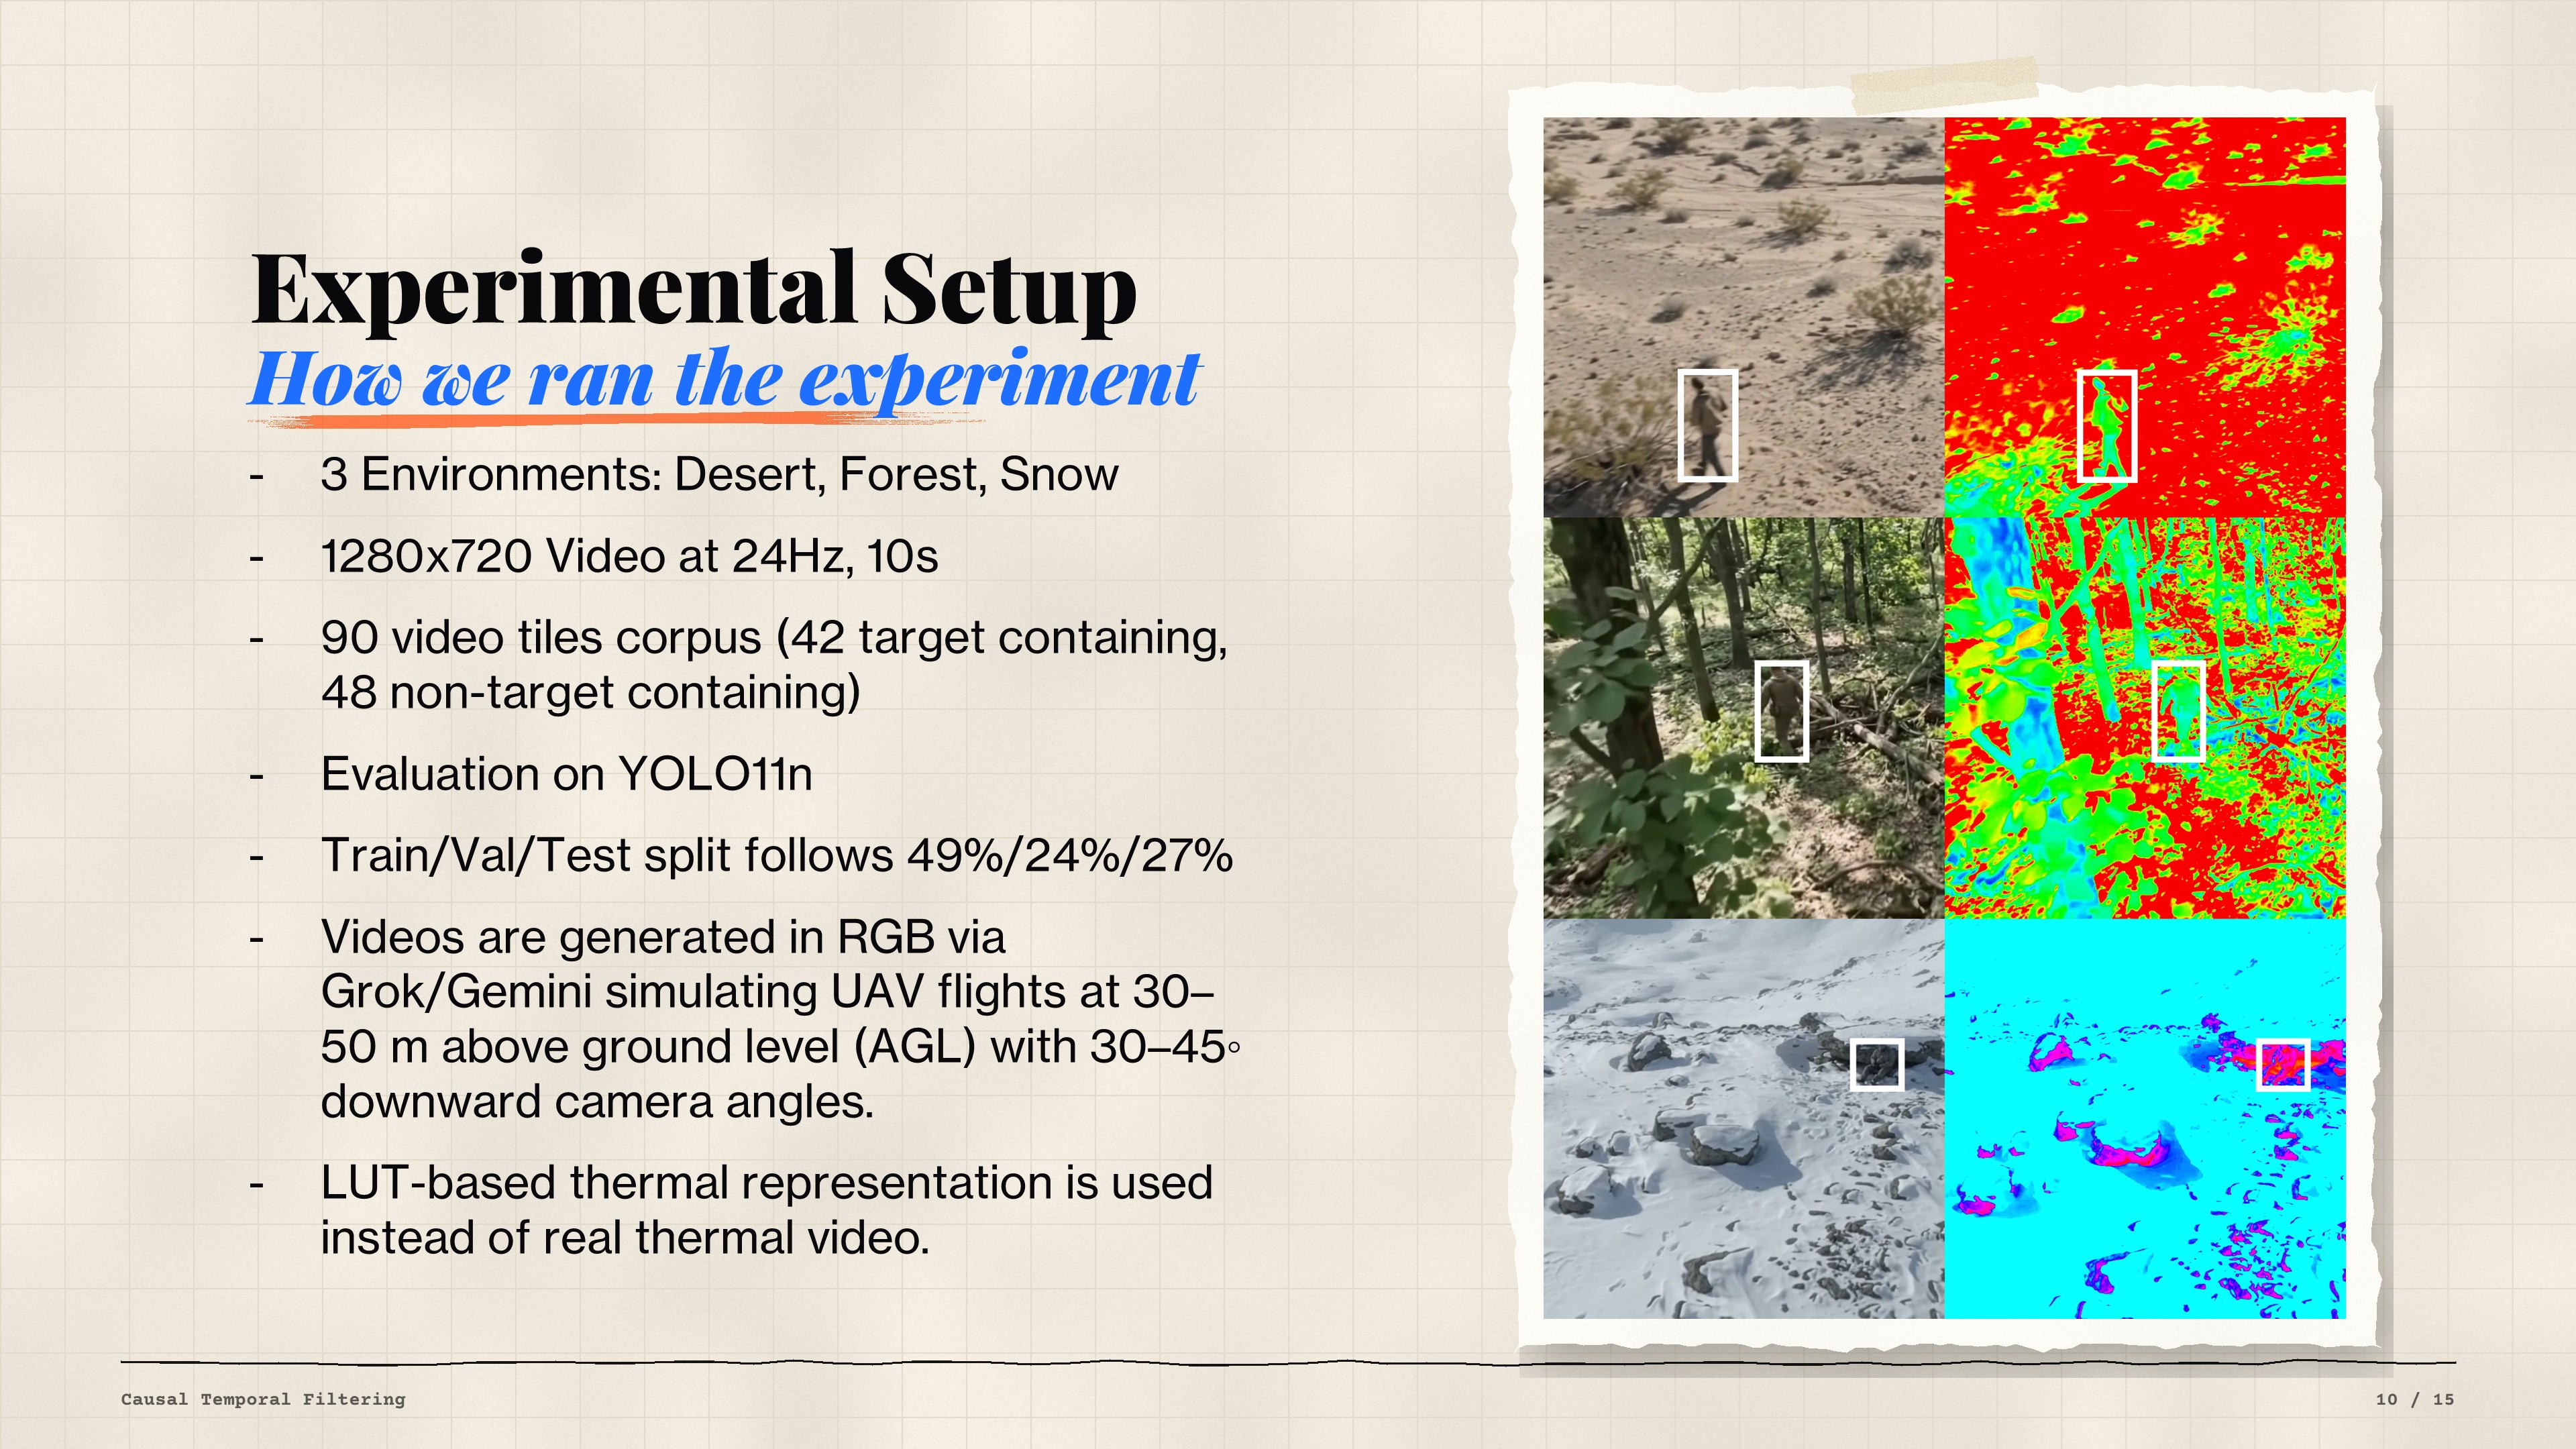 Experimental Setup
How we ran the experiment
- 3 Environments: Desert, Forest, Snow
- 1280x720 Video at 24Hz, 10s
- 90 video tiles corpus (42 target containing,
48 non-target containing)
- Evaluation on YOLO11n
- Train/Val/Test split follows 49%/24%/27%
- Videos are generated in RGB via
Grok/Gemini simulating UAV flights at 30–
50 m above ground level (AGL) with 30–45◦
downward camera angles.
- LUT-based thermal representation is used
instead of real thermal video.
Causal Temporal Filtering
10 / 15